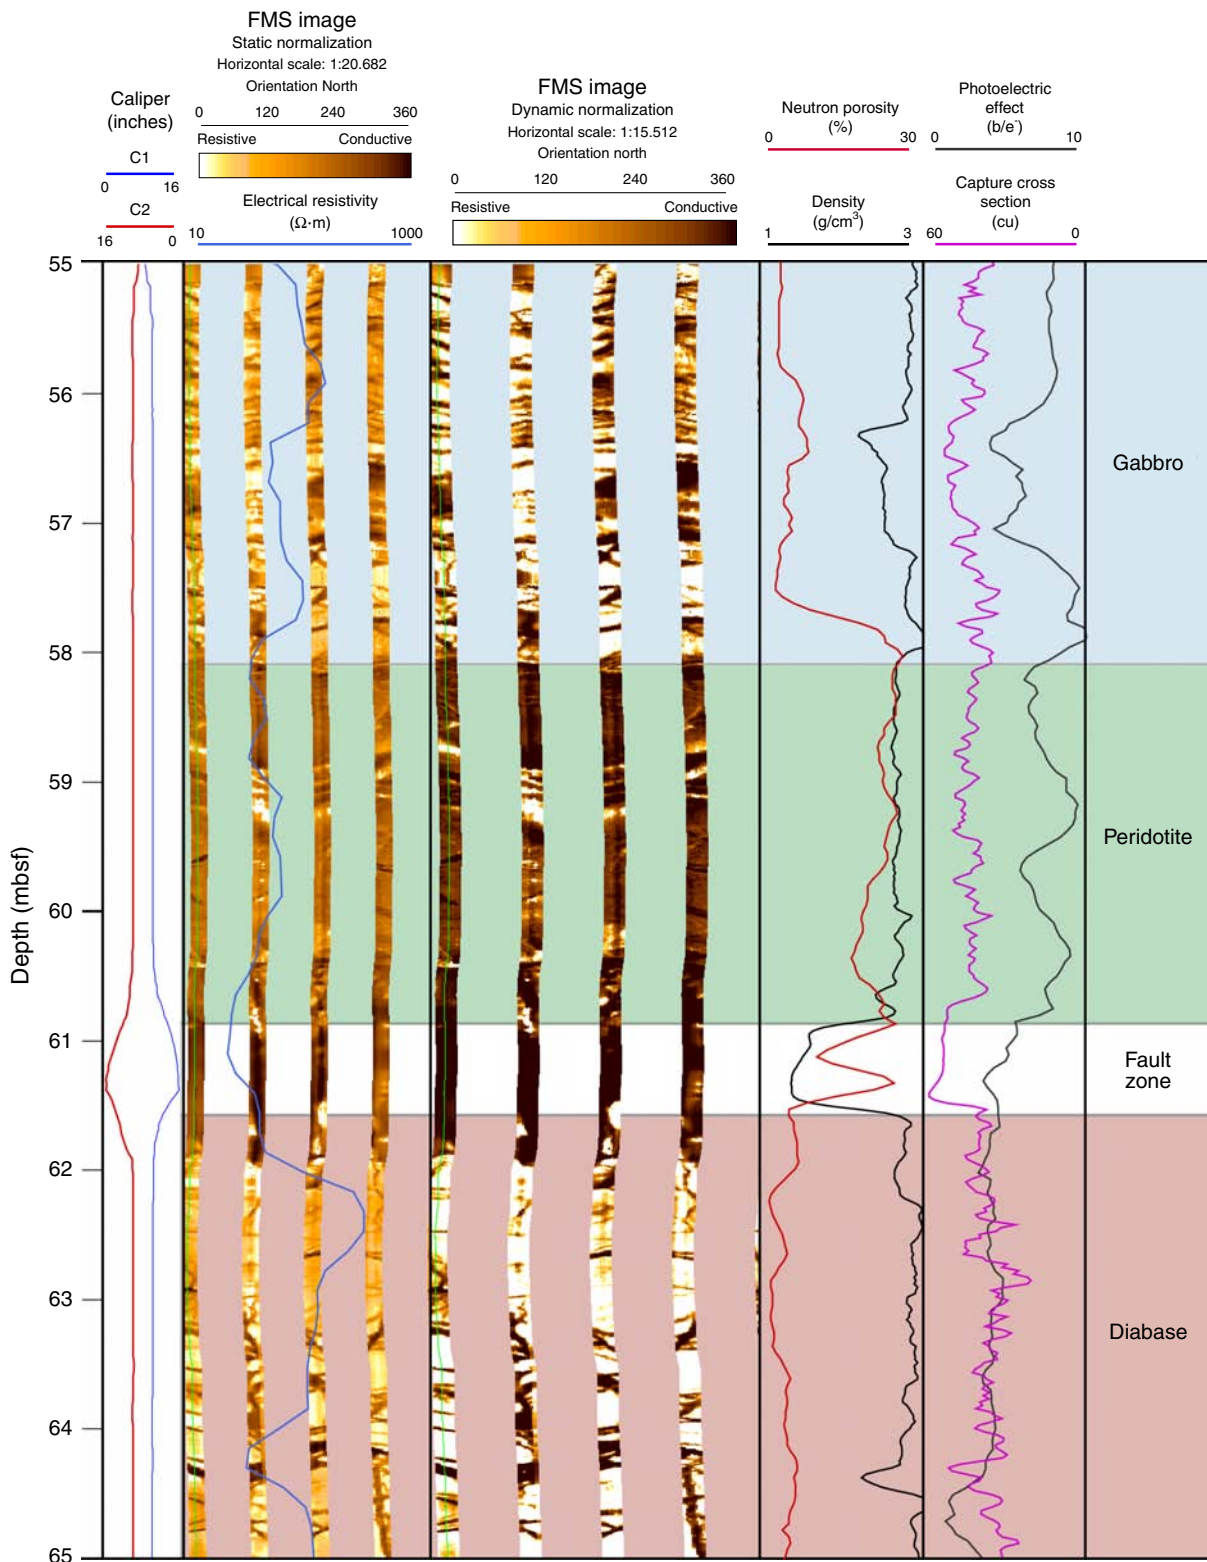 FMS image
Static normalization
Horizontal scale: 1:20.682
Orientation North
0 120 240 360
Resistive Conductive
Electrical resistivity
(Ω·m)
10 1000
Caliper
(inches)
C1
0 16
C2
16 0
FMS image
Dynamic normalization
Horizontal scale: 1:15.512
Orientation north
0 120 240 360
Resistive Conductive
Neutron porosity
(%)
0 30
Density
(g/cm³)
1 3
Photoelectric
effect
(b/e⁻)
0 10
Capture cross
section
(cu)
60 0
Depth (mbsf)
55
56
57
58
59
60
61
62
63
64
65
Gabbro
Peridotite
Fault
zone
Diabase